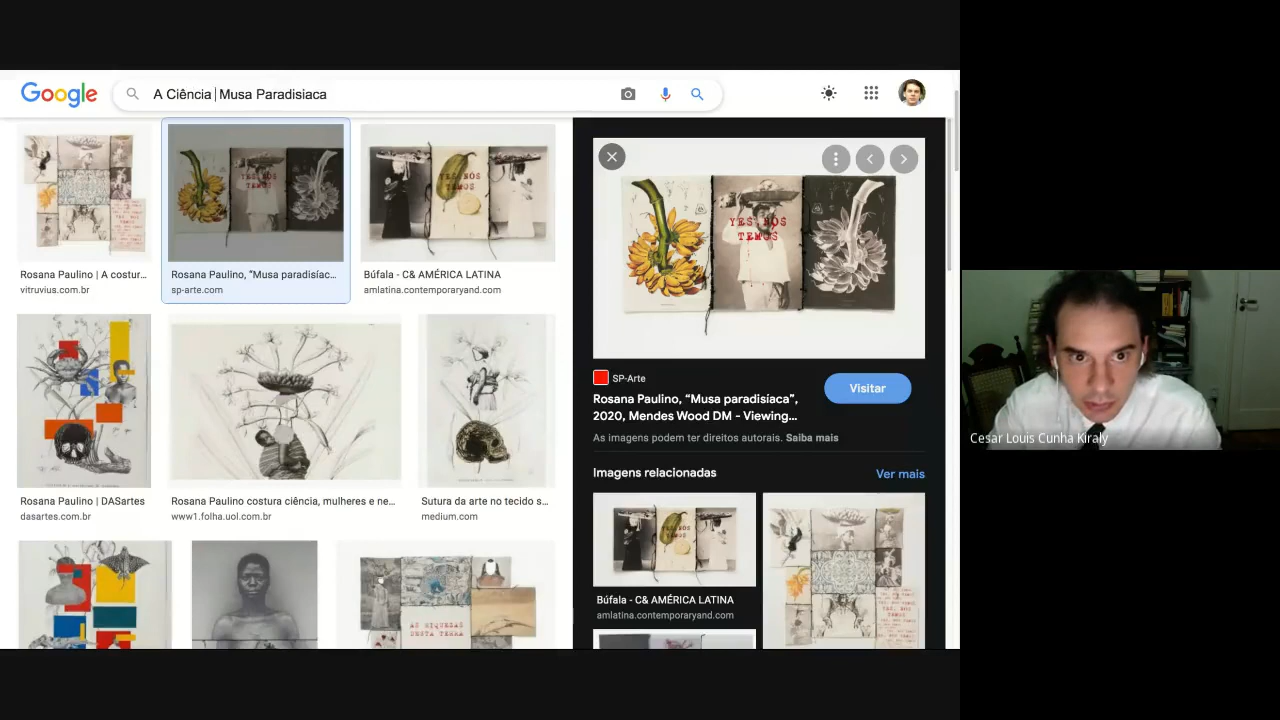 Google
A Ciência Musa Paradisiaca
Rosana Paulino | A costur...
vitruvius.com.br
Rosana Paulino, “Musa paradisíac...
sp-arte.com
Búfala - C& AMÉRICA LATINA
amlatina.contemporaryand.com
YES, NÓS
TEMOS
Rosana Paulino | DASartes
dasartes.com.br
Rosana Paulino costura ciência, mulheres e ne...
www1.folha.uol.com.br
Sutura da arte no tecido s...
medium.com
AS RIQUEZAS
DESTA TERRA
YES, NÓS
TEMOS
SP-Arte
Rosana Paulino, “Musa paradisíaca”,
2020, Mendes Wood DM - Viewing...
Visitar
As imagens podem ter direitos autorais. Saiba mais
Imagens relacionadas
Ver mais
Búfala - C& AMÉRICA LATINA
amlatina.contemporaryand.com
Cesar Louis Cunha Kiraly